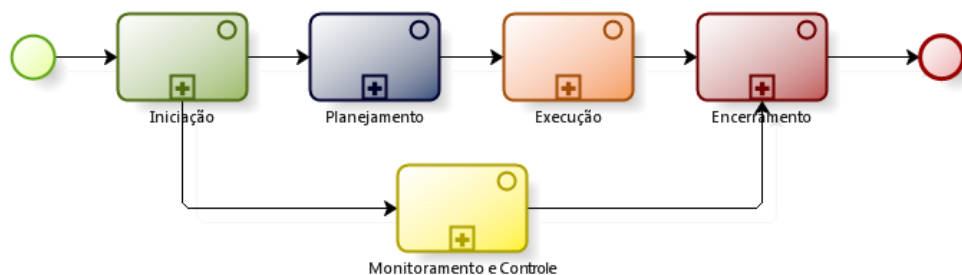 Iniciação
Planejamento
Execução
Encerramento
Monitoramento e Controle